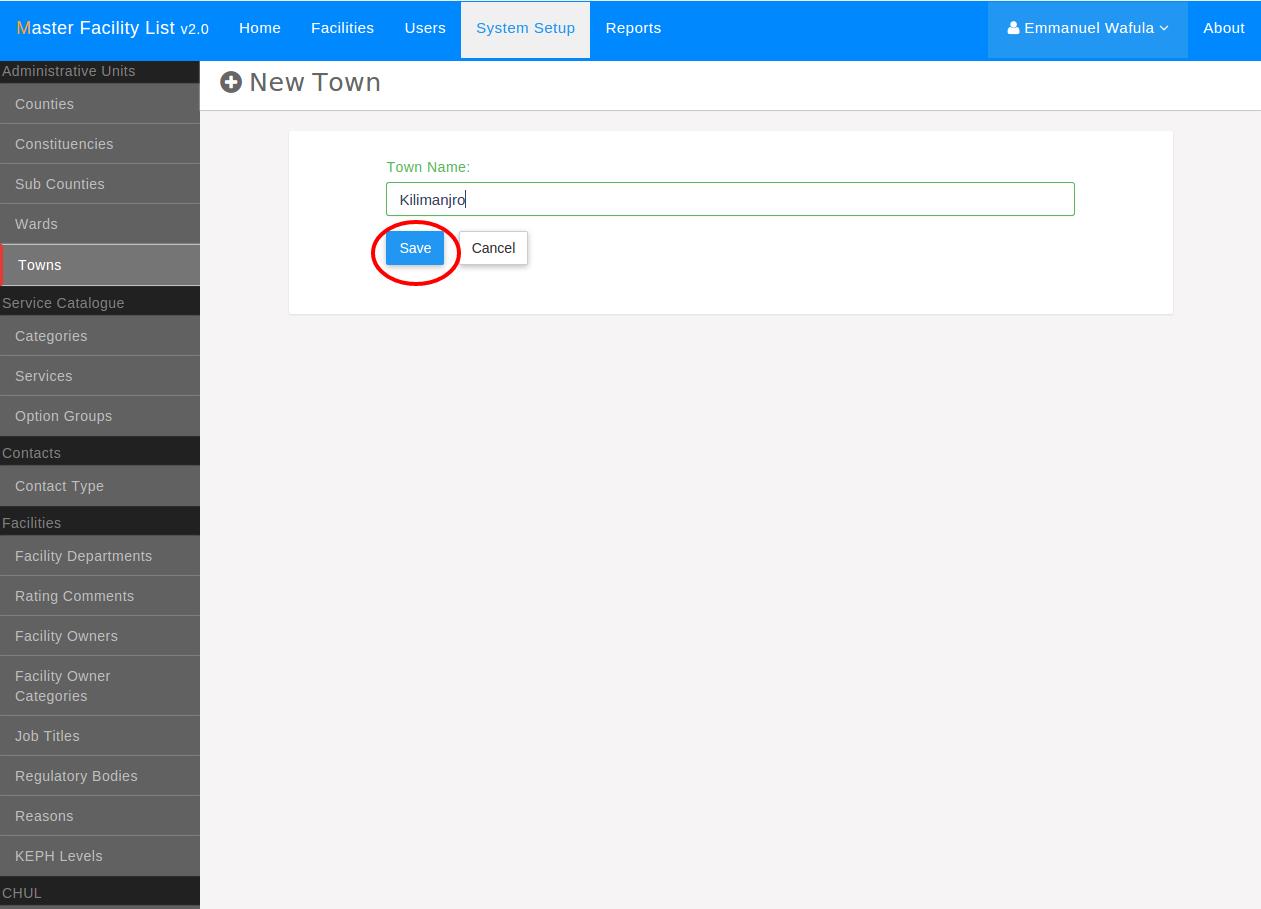 Master Facility List v2.0 Home Facilities Users System Setup Reports Emmanuel Wafula About
Administrative Units
Counties
Constituencies
Sub Counties
Wards
Towns
Service Catalogue
Categories
Services
Option Groups
Contacts
Contact Type
Facilities
Facility Departments
Rating Comments
Facility Owners
Facility Owner
Categories
Job Titles
Regulatory Bodies
Reasons
KEPH Levels
CHUL
New Town
Town Name:
Kilimanjro
Save Cancel